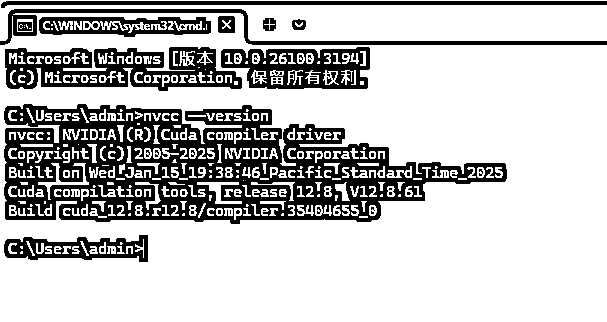 C:\WINDOWS\system32\cmd.
Microsoft Windows [版本 10.0.26100.3194]
(c) Microsoft Corporation. 保留所有权利.
C:\Users\admin>nvcc --version
nvcc: NVIDIA (R) Cuda compiler driver
Copyright (c) 2005-2025 NVIDIA Corporation
Built on Wed_Jan_15_19:38:46_Pacific_Standard_Time_2025
Cuda compilation tools, release 12.8, V12.8.61
Build cuda_12.8.r12.8/compiler.35404655_0
C:\Users\admin>